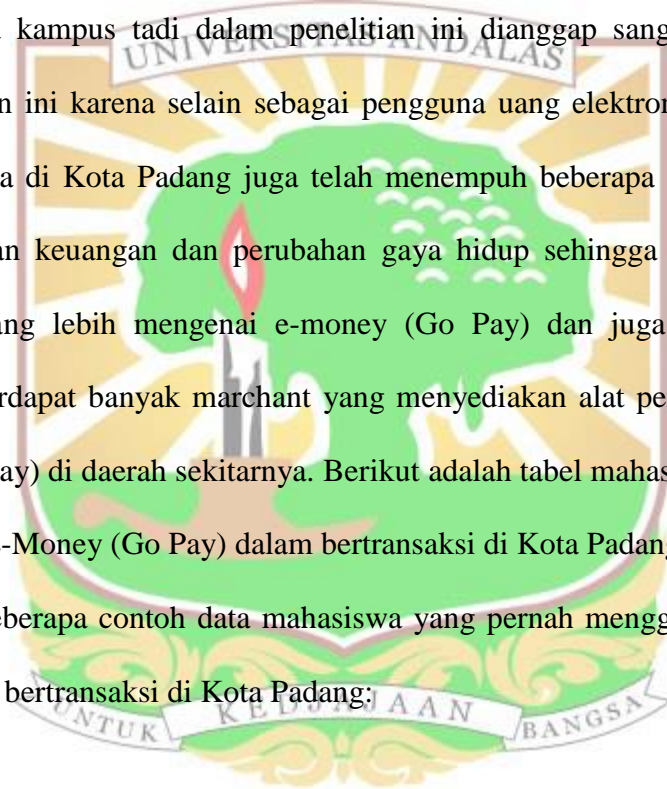 kampus tadi dalam penelitian ini dianggap sang
UNIVERSITAS ANDALAS
n ini karena selain sebagai pengguna uang elektron
a di Kota Padang juga telah menempuh beberapa
an keuangan dan perubahan gaya hidup sehingga
ang lebih mengenai e-money (Go Pay) dan juga
rdapat banyak marchant yang menyediakan alat pe
ay) di daerah sekitarnya. Berikut adalah tabel mahas
-Money (Go Pay) dalam bertransaksi di Kota Padang
eberapa contoh data mahasiswa yang pernah mengg
bertransaksi di Kota Padang:
UNTUK KEDJAJAAN BANGSA